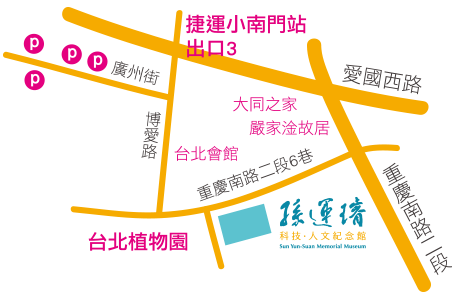 捷運小南門站
出口3
P
P
P
P
廣州街
愛國西路
大同之家
嚴家淦故居
博愛路
台北會館
重慶南路二段6巷
重慶南路二段
台北植物園
孫運璿
科技・人文紀念館
Sun Yun-Suan Memorial Museum